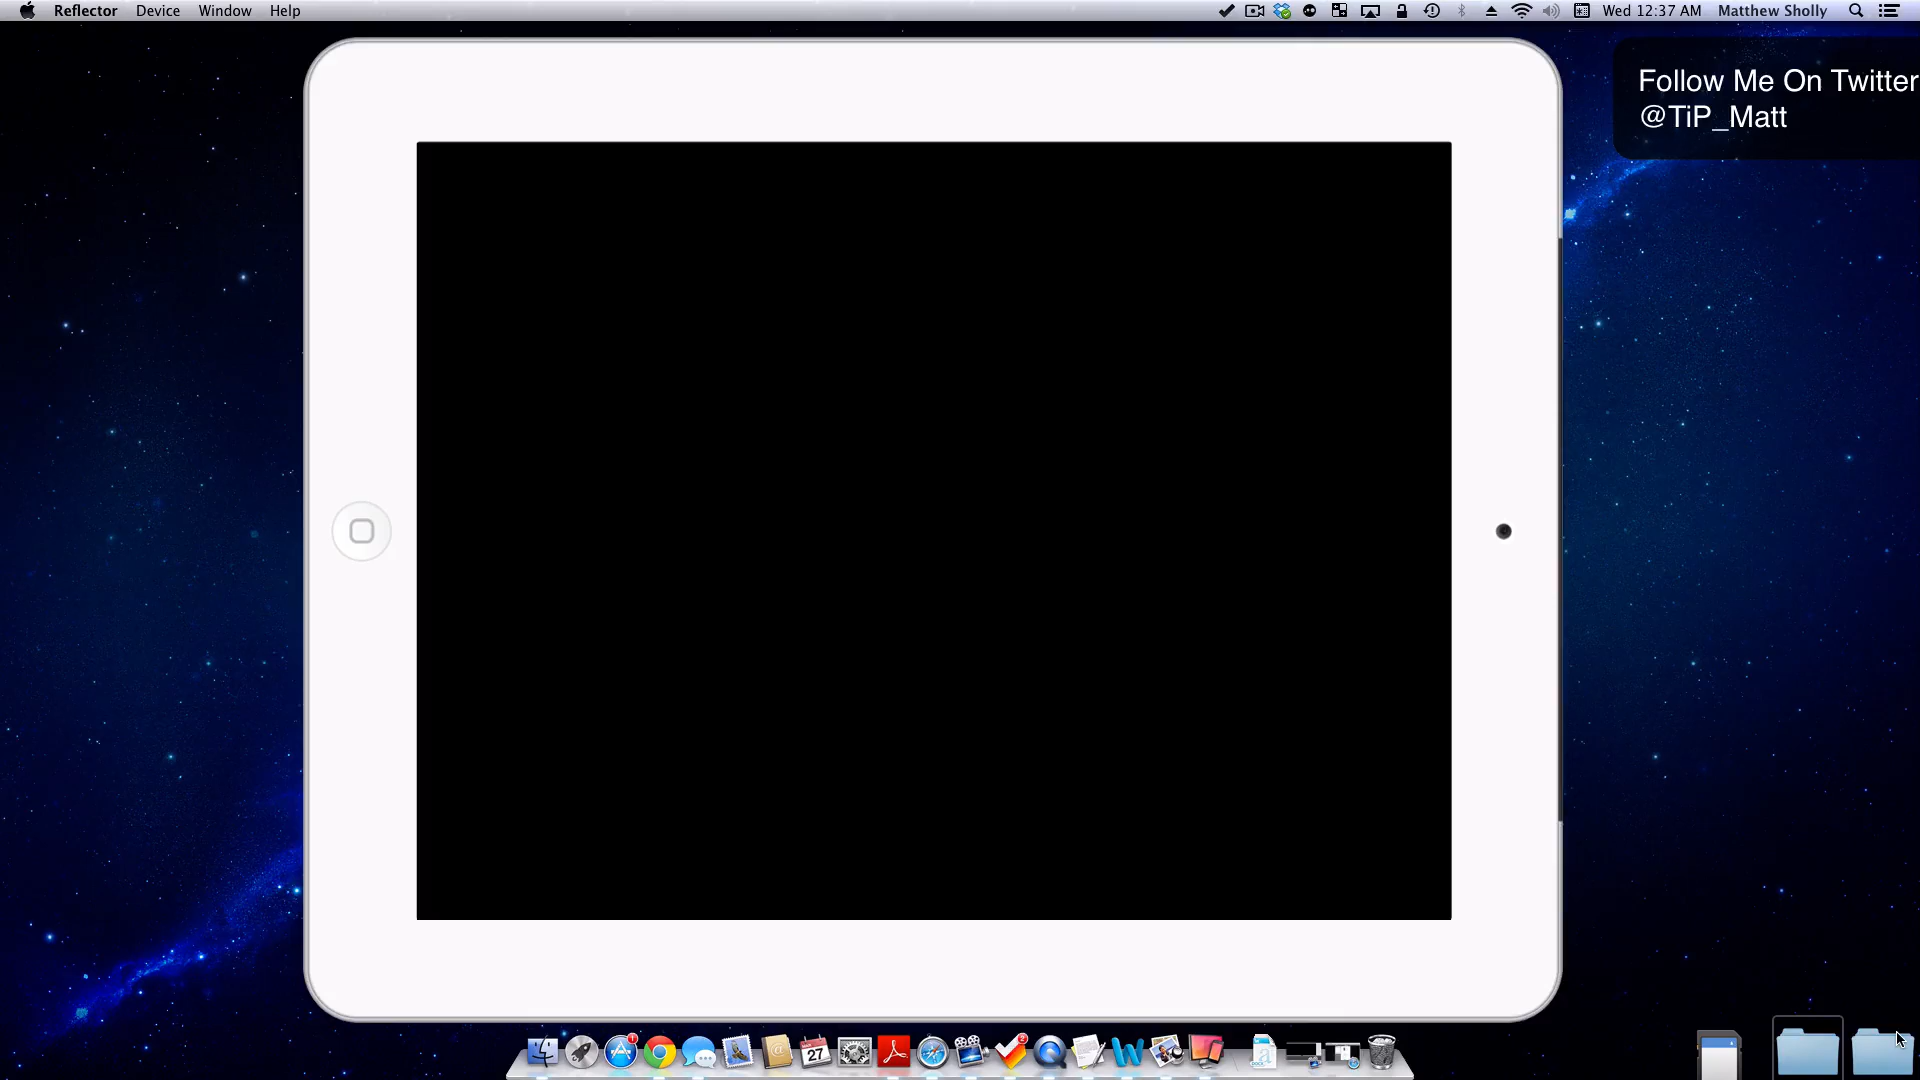 Reflector Device Window Help Wed 12:37 AM Matthew Sholly
Follow Me On Twitter
@TiP_Matt
27